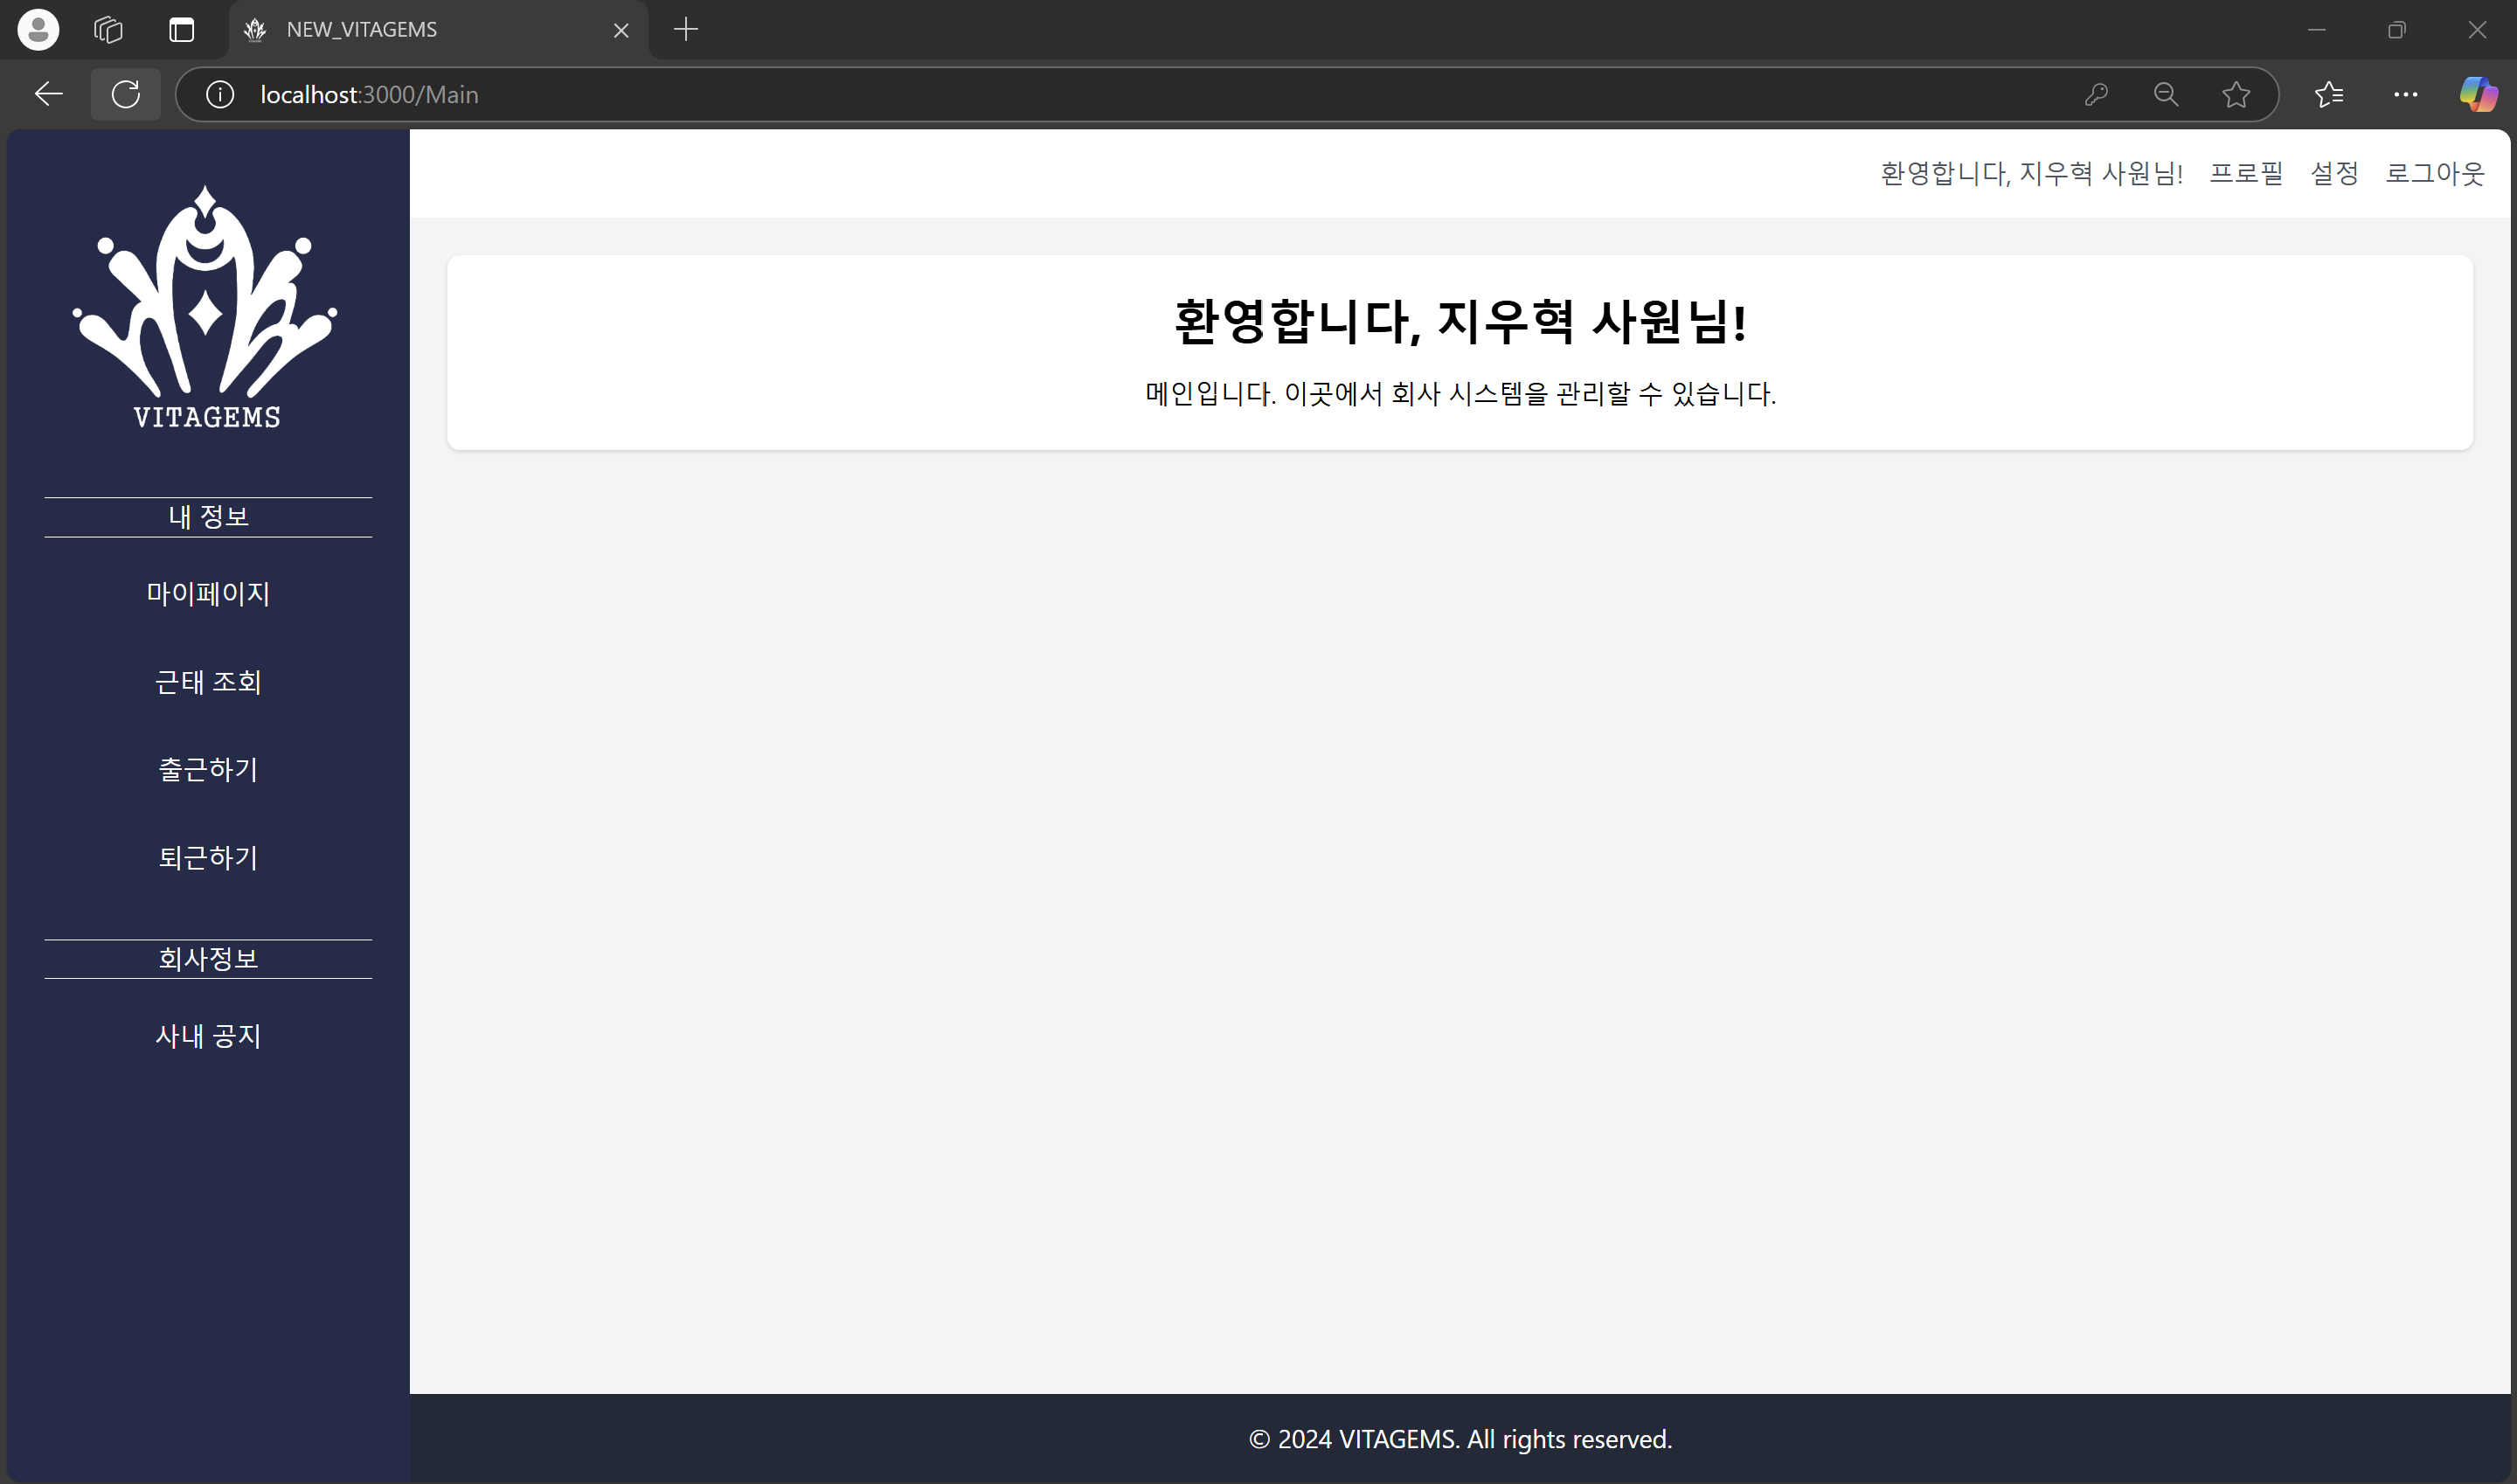 NEW_VITAGEMS
localhost:3000/Main
환영합니다, 지우혁 사원님! 프로필 설정 로그아웃
VITAGEMS
내 정보
마이페이지
근태 조회
출근하기
퇴근하기
회사정보
사내 공지
환영합니다, 지우혁 사원님!
메인입니다. 이곳에서 회사 시스템을 관리할 수 있습니다.
© 2024 VITAGEMS. All rights reserved.